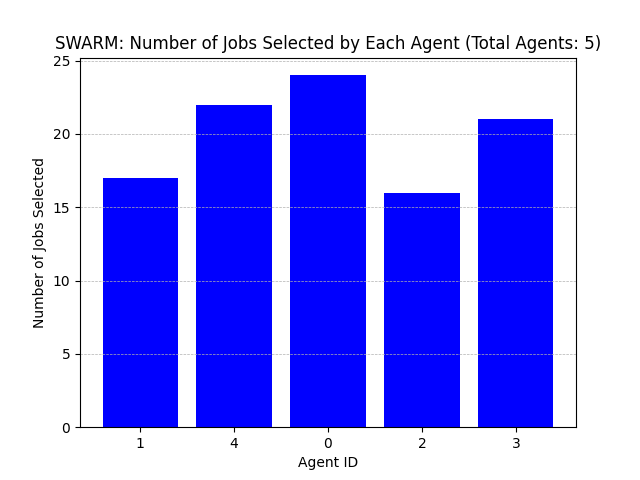 SWARM: Number of Jobs Selected by Each Agent (Total Agents: 5)
25
20
15
10
5
0
Number of Jobs Selected
1 4 0 2 3
Agent ID